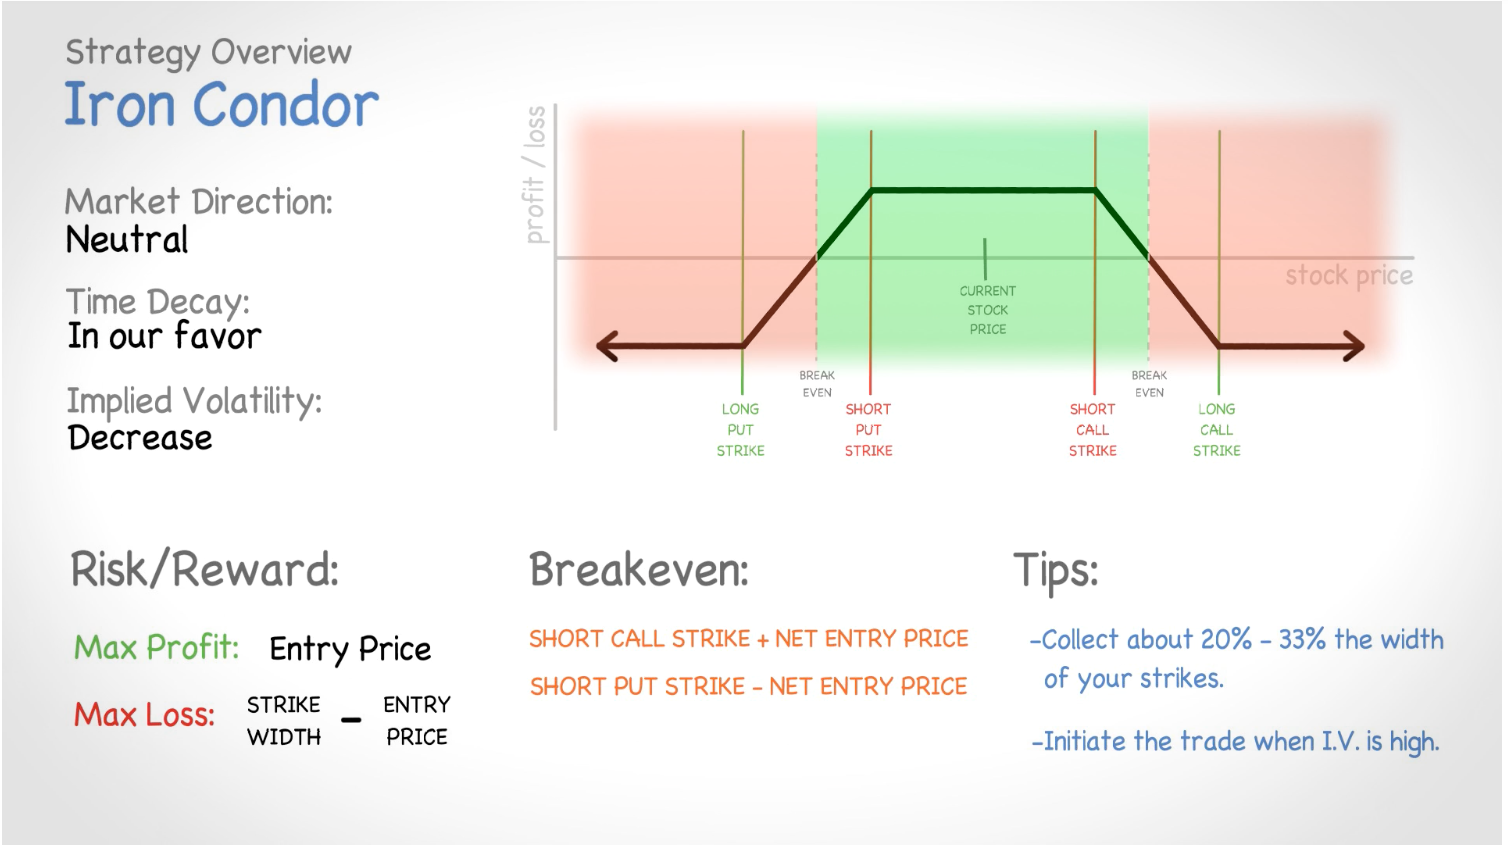 Strategy Overview
Iron Condor
Market Direction:
Neutral
Time Decay:
In our favor
Implied Volatility:
Decrease
profit / loss
stock price
CURRENT
STOCK
PRICE
BREAK
EVEN
BREAK
EVEN
LONG
PUT
STRIKE
SHORT
PUT
STRIKE
SHORT
CALL
STRIKE
LONG
CALL
STRIKE
Risk/Reward:
Max Profit: Entry Price
Max Loss: STRIKE WIDTH - ENTRY PRICE
Breakeven:
SHORT CALL STRIKE + NET ENTRY PRICE
SHORT PUT STRIKE - NET ENTRY PRICE
Tips:
-Collect about 20% - 33% the width
of your strikes.
-Initiate the trade when I.V. is high.